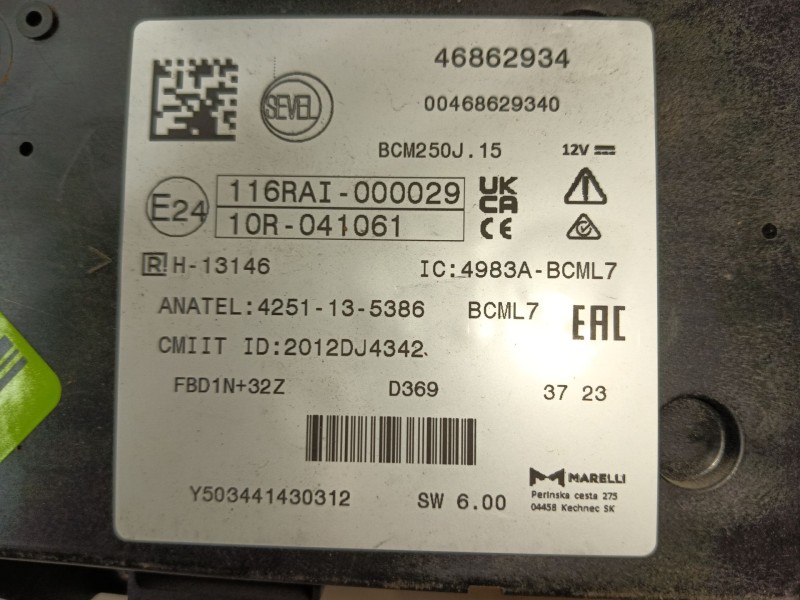 46862934
SEVEL
00468629340
BCM250J.15 12V
E24 116RAI-000029
10R-041061
UK CA
CE
R H-13146 IC:4983A-BCML7
ANATEL:4251-13-5386 BCML7 EAC
CMIIT ID:2012DJ4342
FBD1N+32Z D369 37 23
Y503441430312 SW 6.00
MARELLI
Perinska cesta 275
04458 Kechnec SK